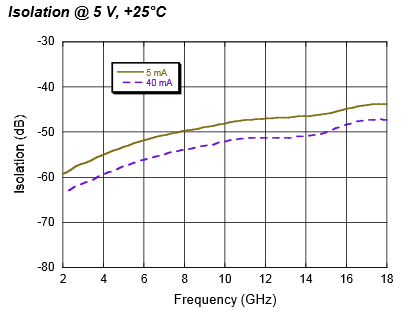 Isolation @ 5 V, +25°C
-30
-40
-50
-60
-70
-80
Isolation (dB)
5 mA
40 mA
2 4 6 8 10 12 14 16 18
Frequency (GHz)